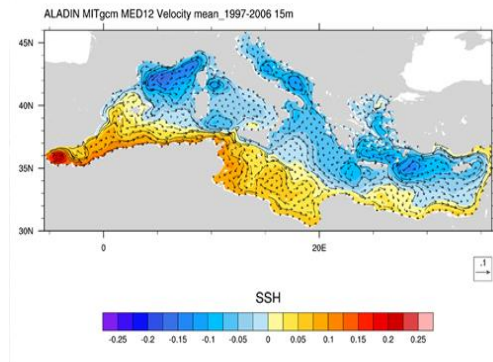 ALADIN MITgcm MED12 Velocity mean_1997-2006 15m
45N
40N
35N
30N
0
20E
.1
SSH
-0.25 -0.2 -0.15 -0.1 -0.05 0 0.05 0.1 0.15 0.2 0.25